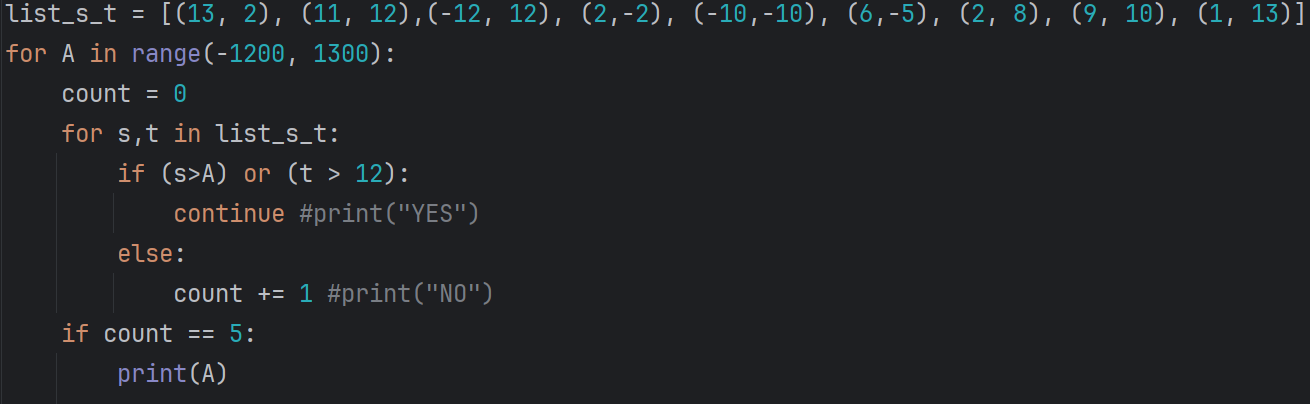 list_s_t = [(13, 2), (11, 12),(-12, 12), (2,-2), (-10,-10), (6,-5), (2, 8), (9, 10), (1, 13)]
for A in range(-1200, 1300):
    count = 0
    for s,t in list_s_t:
        if (s>A) or (t > 12):
            continue #print("YES")
        else:
            count += 1 #print("NO")
    if count == 5:
        print(A)